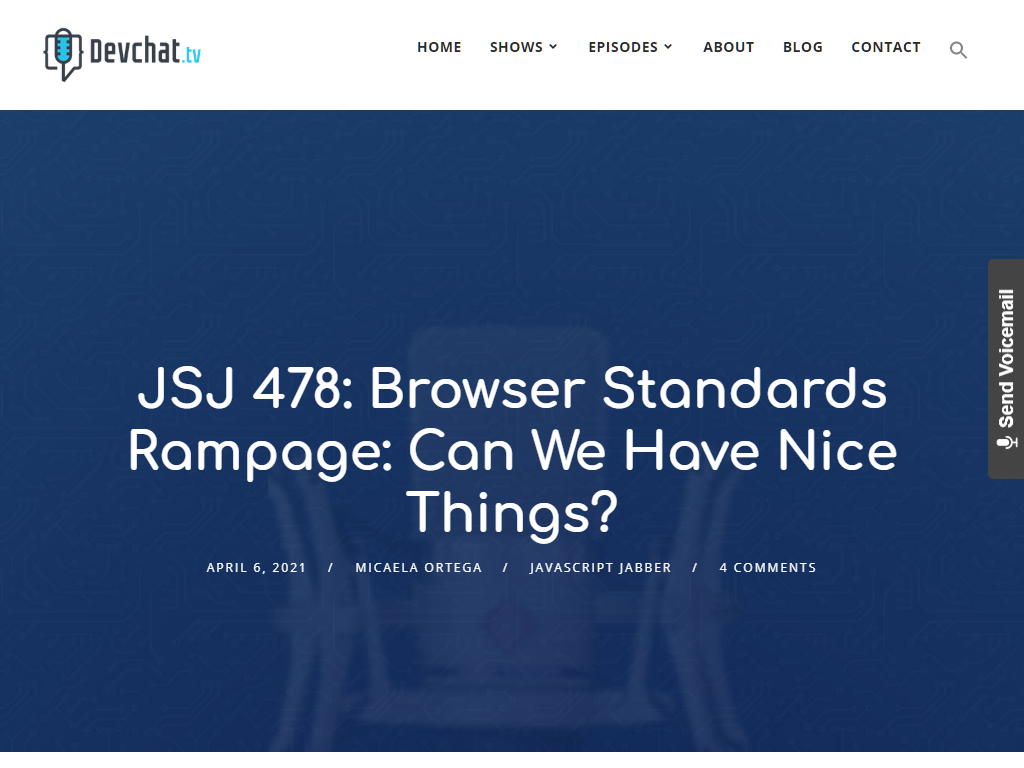 Devchat.tv
HOME SHOWS EPISODES ABOUT BLOG CONTACT
Send Voicemail
JSJ 478: Browser Standards
Rampage: Can We Have Nice
Things?
APRIL 6, 2021 / MICAELA ORTEGA / JAVASCRIPT JABBER / 4 COMMENTS